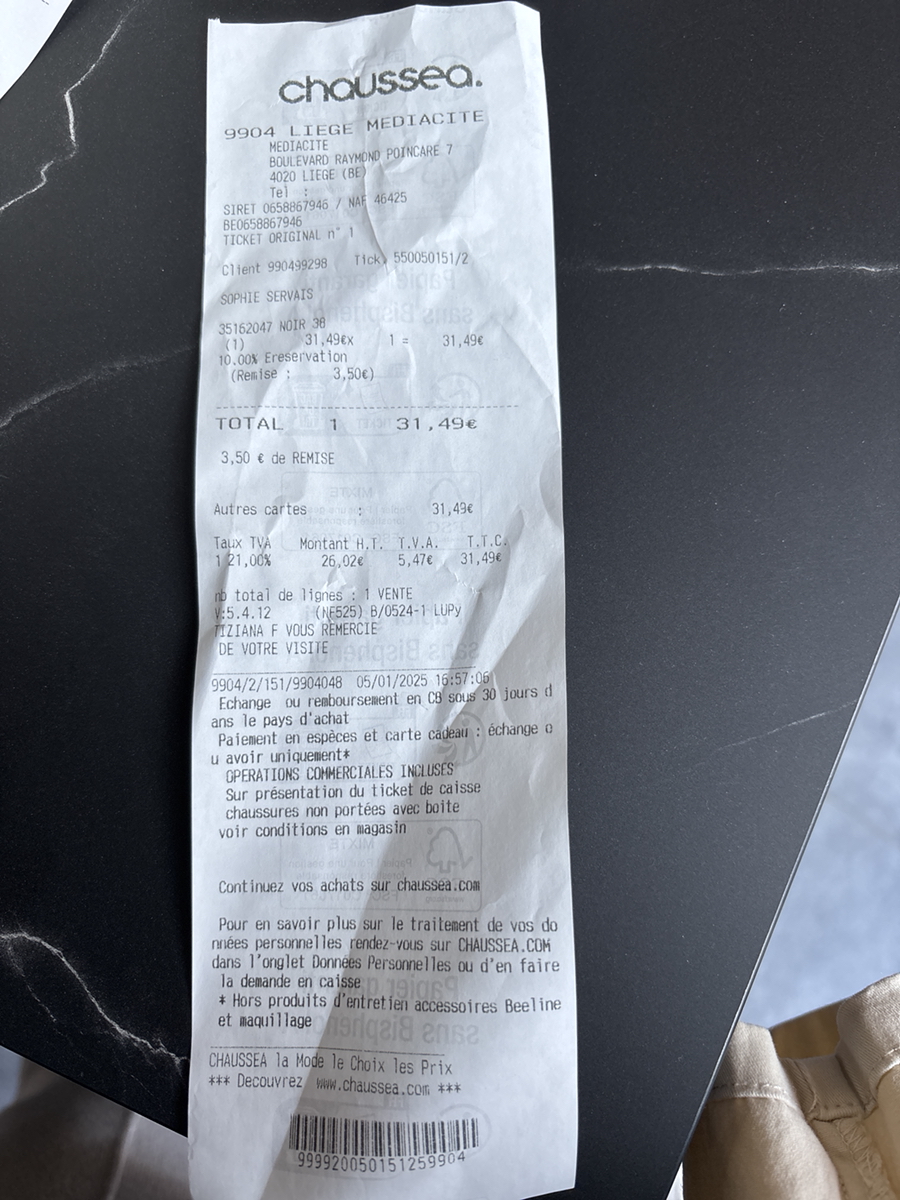 chaussea.
9904 LIEGE MEDIACITE
MEDIACITE
BOULEVARD RAYMOND POINCARE 7
4020 LIEGE (BE)
Tel :
SIRET 0658867946 / NAF 46425
BE0658867946
TICKET ORIGINAL n° 1
Client 990499298 Tick. 550050151/2
SOPHIE SERVAIS
35162047 NOIR 38
(1) 31,49€x 1 = 31,49€
10,00% Ereservation
(Remise : 3,50€)
TOTAL 1 31,49€
3,50 € de REMISE
Autres cartes : 31,49€
Taux TVA Montant H.T. T.V.A. T.T.C.
1 21,00% 26,02€ 5,47€ 31,49€
nb total de lignes : 1 VENTE
V:5.4.12 (NF525) B/0524-1 LUPy
TIZIANA F VOUS REMERCIE
DE VOTRE VISITE
9904/2/151/9904048 05/01/2025 16:57:06
Echange ou remboursement en CB sous 30 jours d
ans le pays d'achat
Paiement en espèces et carte cadeau : échange o
u avoir uniquement*
OPERATIONS COMMERCIALES INCLUSES
Sur présentation du ticket de caisse
chaussures non portées avec boite
voir conditions en magasin
Continuez vos achats sur chaussea.com
Pour en savoir plus sur le traitement de vos do
nnées personnelles rendez-vous sur CHAUSSEA.COM
dans l'onglet Données Personnelles ou d'en faire
la demande en caisse
* Hors produits d'entretien accessoires Beeline
et maquillage
CHAUSSEA la Mode le Choix les Prix
*** Decouvrez www.chaussea.com ***
999920050151259904